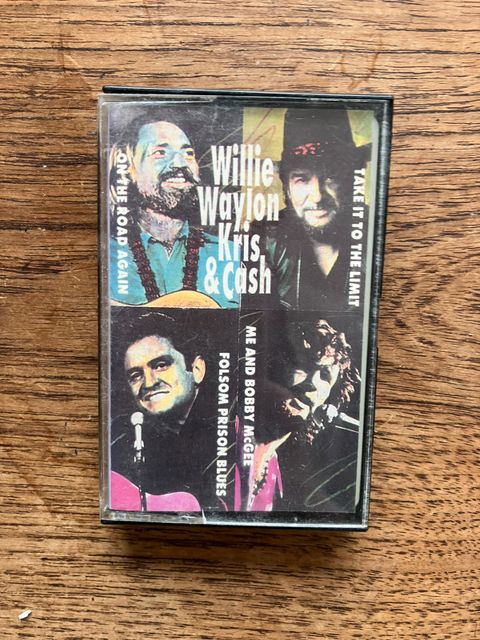 Willie
Waylon
Kris
& Cash
ON THE ROAD AGAIN
TAKE IT TO THE LIMIT
FOLSOM PRISON BLUES
ME AND BOBBY McGEE